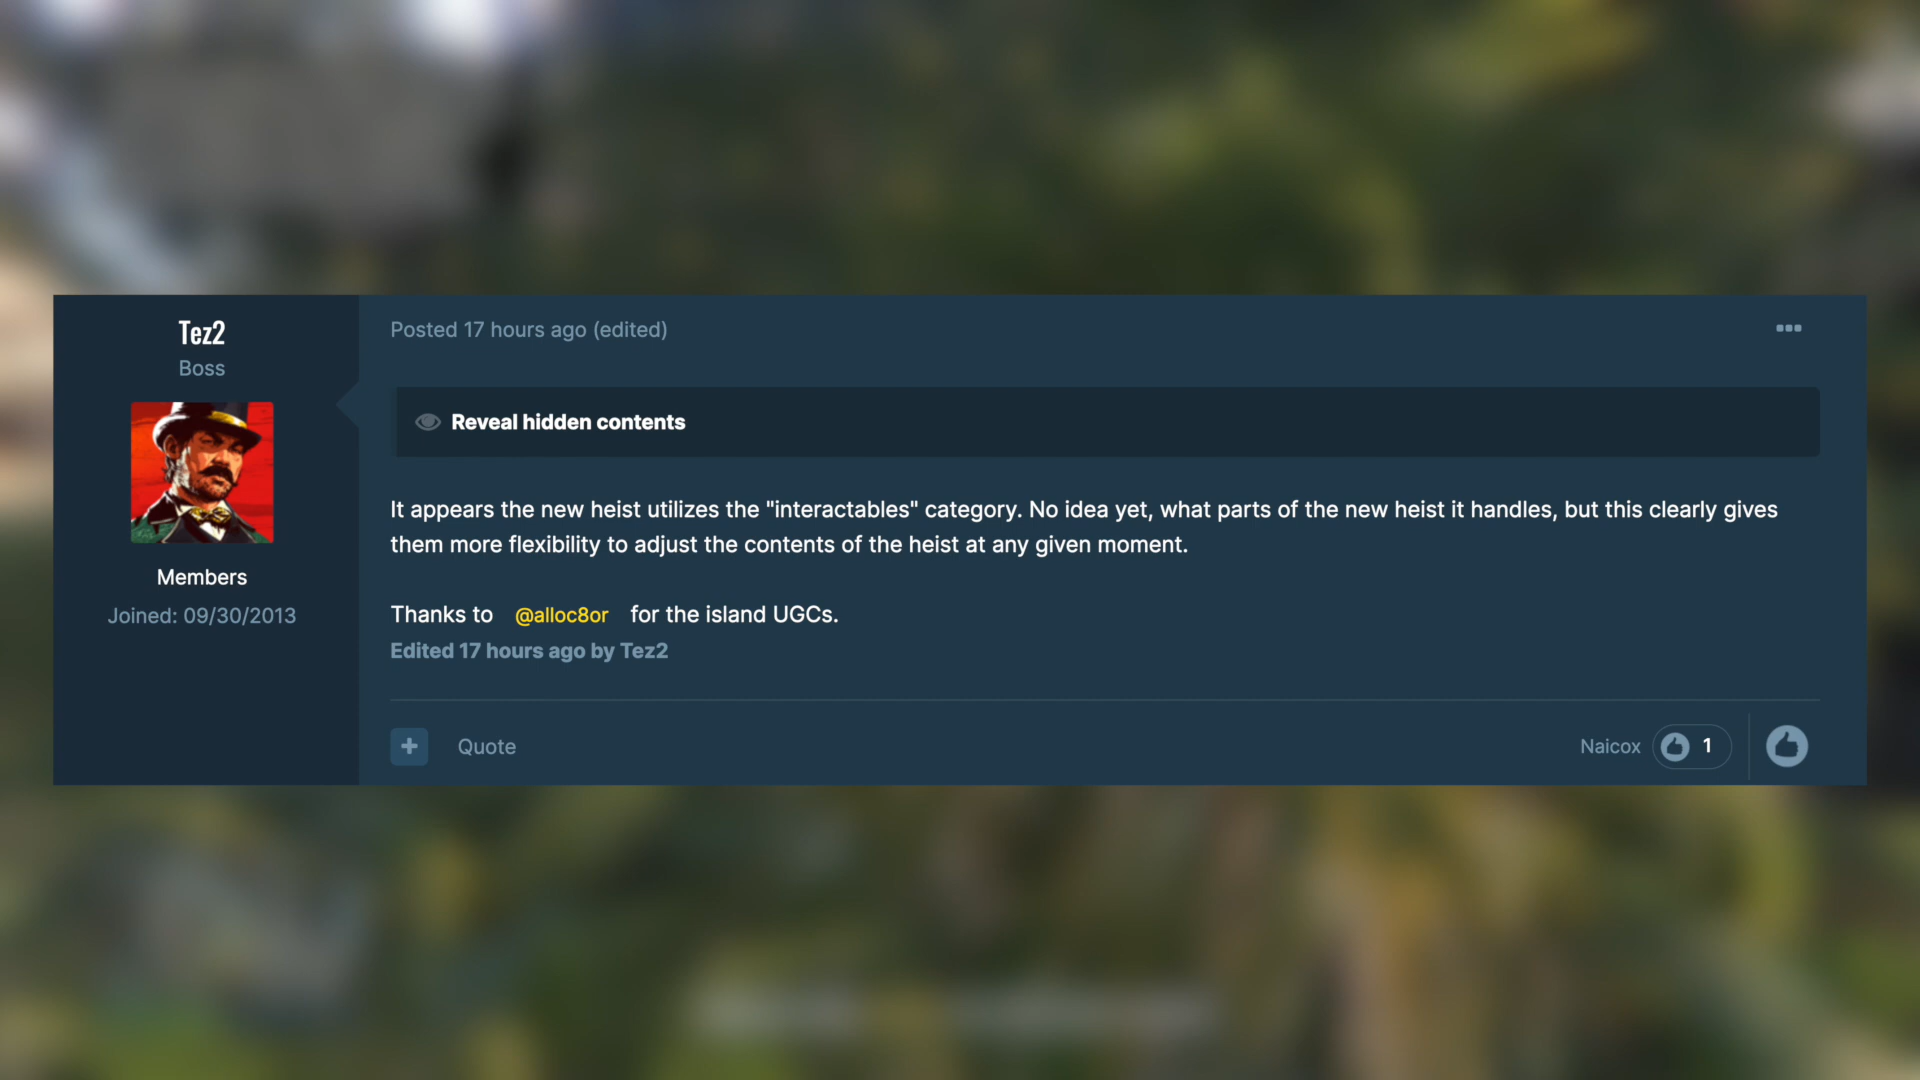 Tez2
Boss
Members
Joined: 09/30/2013
Posted 17 hours ago (edited)
Reveal hidden contents
It appears the new heist utilizes the "interactables" category. No idea yet, what parts of the new heist it handles, but this clearly gives
them more flexibility to adjust the contents of the heist at any given moment.
Thanks to @alloc8or for the island UGCs.
Edited 17 hours ago by Tez2
+ Quote
Naicox 1